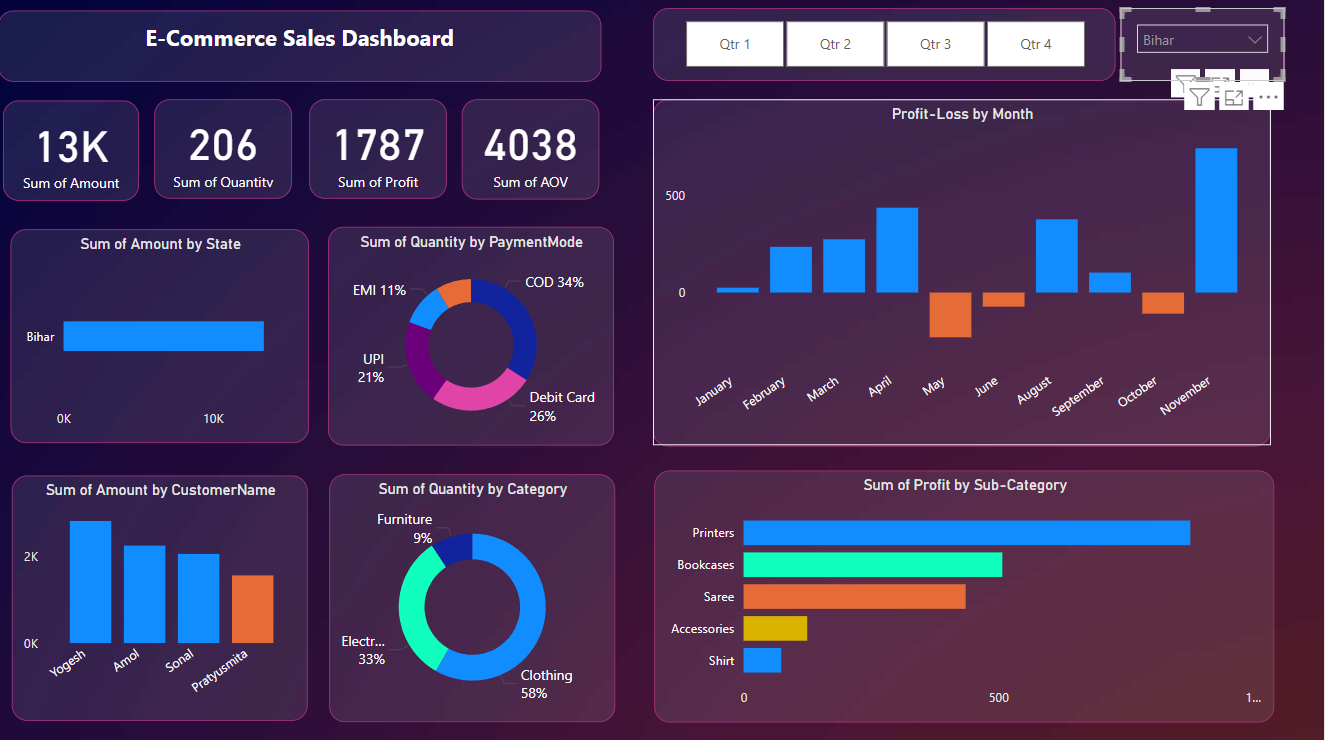 E-Commerce Sales Dashboard
Qtr 1
Qtr 2
Qtr 3
Qtr 4
Bihar
13K
Sum of Amount
206
Sum of Quantity
1787
Sum of Profit
4038
Sum of AOV
Profit-Loss by Month
500
0
January
February
March
April
May
June
August
September
October
November
Sum of Amount by State
Bihar
0K
10K
Sum of Quantity by PaymentMode
COD 34%
EMI 11%
UPI
21%
Debit Card
26%
Sum of Amount by CustomerName
2K
0K
Yogesh
Amol
Sonal
Pratyusmita
Sum of Quantity by Category
Furniture
9%
Electr...
33%
Clothing
58%
Sum of Profit by Sub-Category
Printers
Bookcases
Saree
Accessories
Shirt
0
500
1...